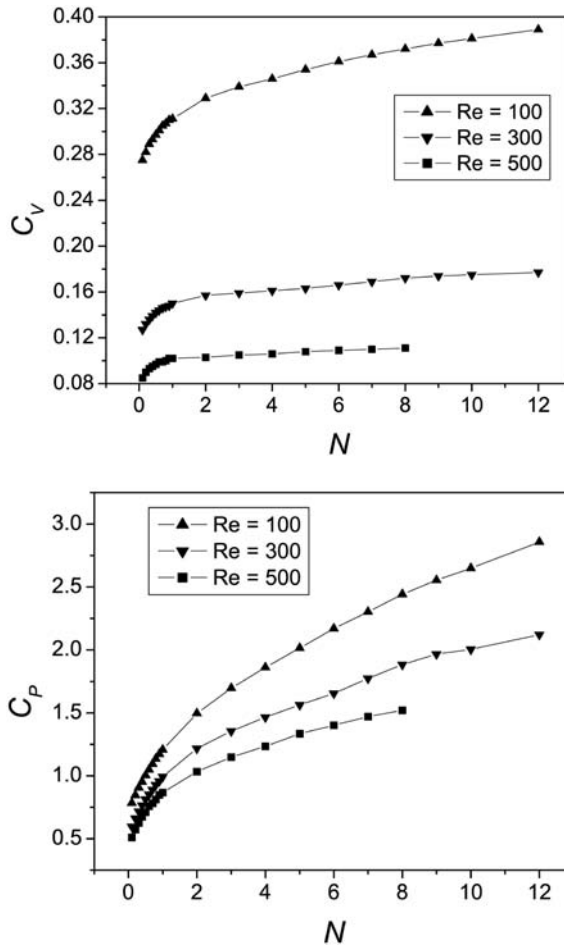 0.40
0.36
0.32
0.28
0.24
0.20
0.16
0.12
0.08
C_V
Re = 100
Re = 300
Re = 500
0 2 4 6 8 10 12
N
3.0
2.5
2.0
1.5
1.0
0.5
C_P
Re = 100
Re = 300
Re = 500
0 2 4 6 8 10 12
N